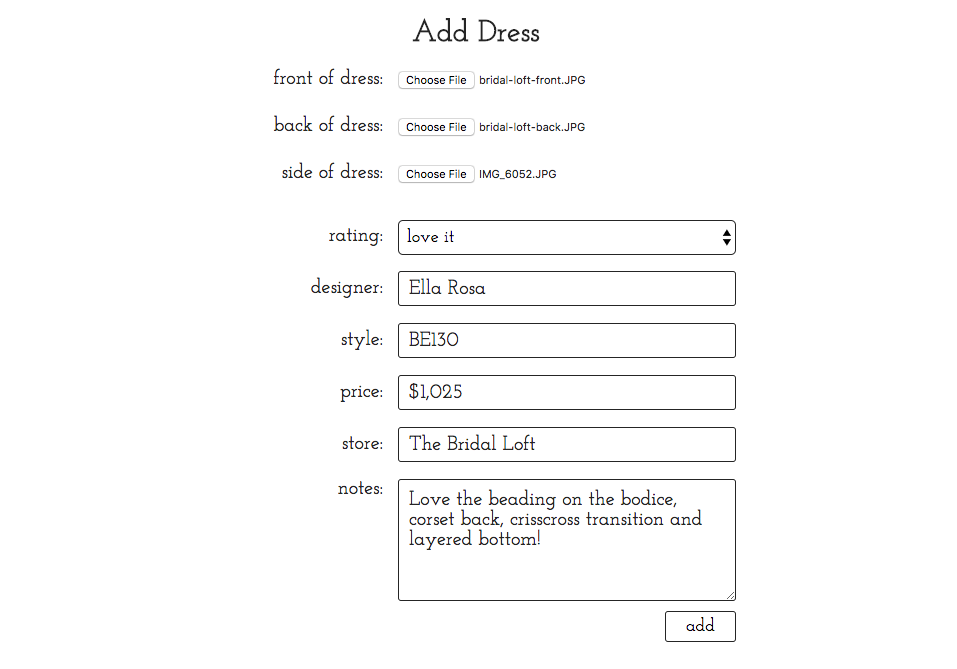 Add Dress
front of dress: Choose File bridal-loft-front.JPG
back of dress: Choose File bridal-loft-back.JPG
side of dress: Choose File IMG_6052.JPG
rating: love it
designer: Ella Rosa
style: BE130
price: $1,025
store: The Bridal Loft
notes: Love the beading on the bodice,
corset back, crisscross transition and
layered bottom!
add